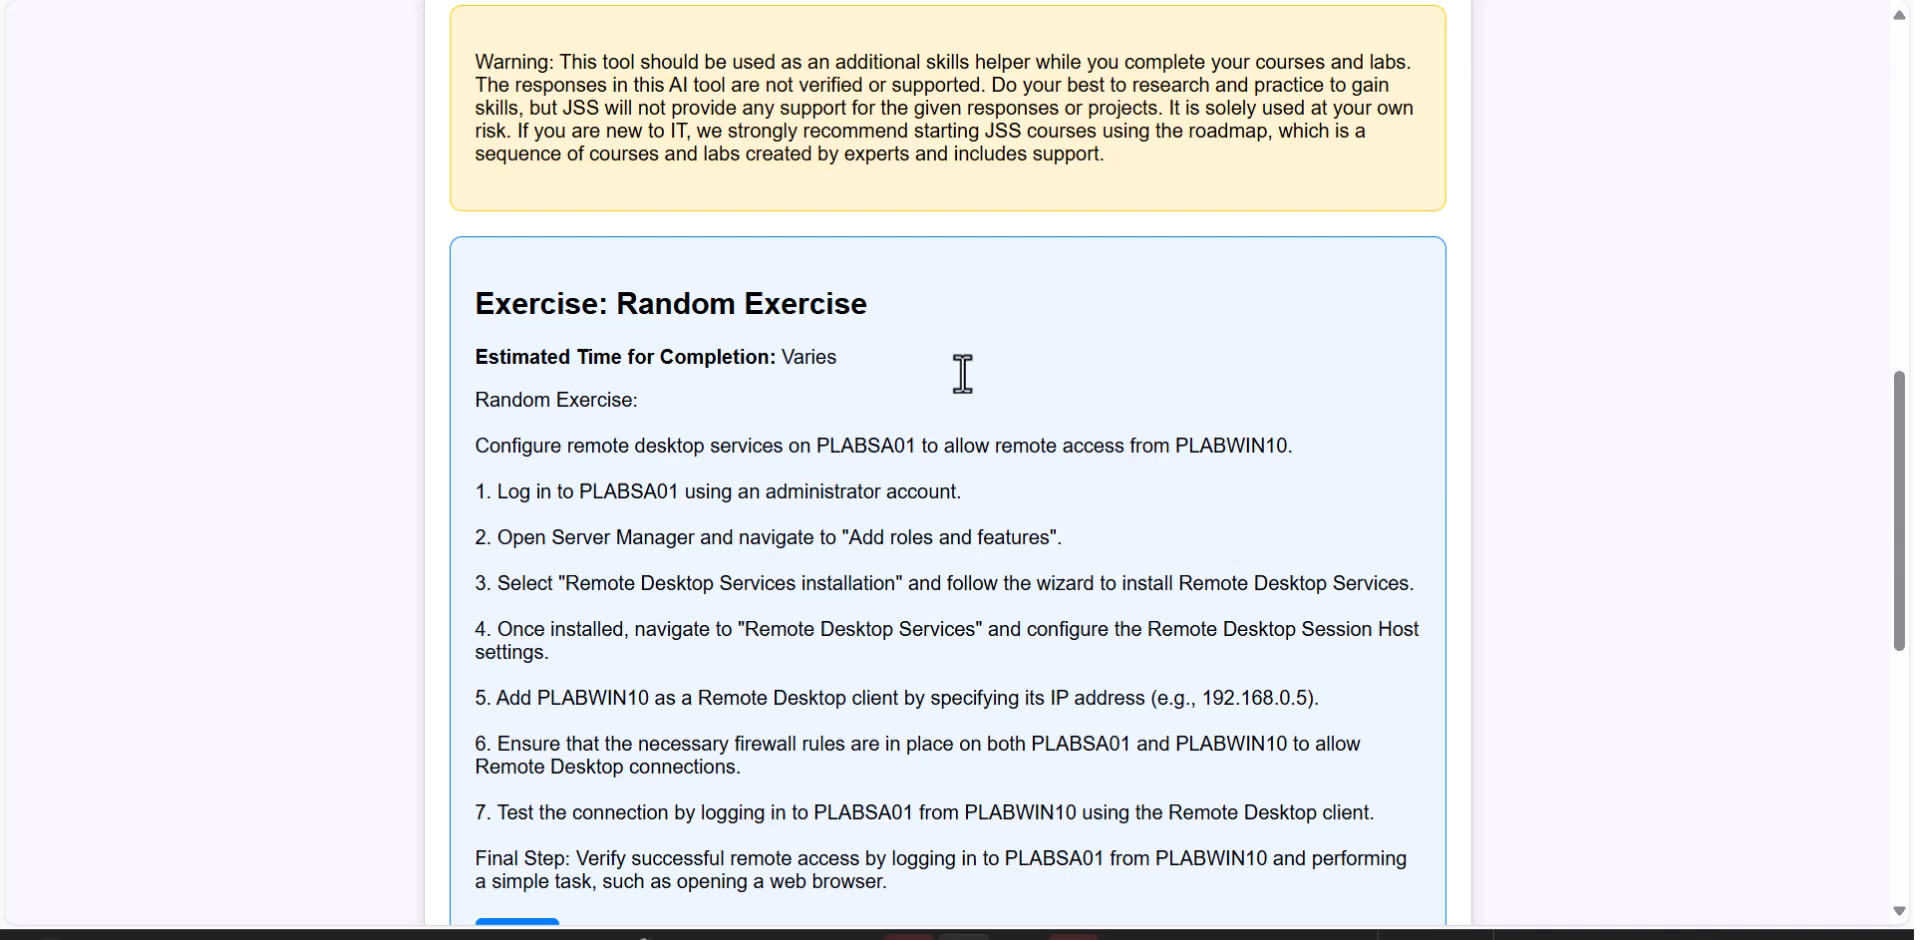 Warning: This tool should be used as an additional skills helper while you complete your courses and labs.
The responses in this AI tool are not verified or supported. Do your best to research and practice to gain
skills, but JSS will not provide any support for the given responses or projects. It is solely used at your own
risk. If you are new to IT, we strongly recommend starting JSS courses using the roadmap, which is a
sequence of courses and labs created by experts and includes support.
Exercise: Random Exercise
Estimated Time for Completion: Varies
Random Exercise:
Configure remote desktop services on PLABSA01 to allow remote access from PLABWIN10.
1. Log in to PLABSA01 using an administrator account.
2. Open Server Manager and navigate to "Add roles and features".
3. Select "Remote Desktop Services installation" and follow the wizard to install Remote Desktop Services.
4. Once installed, navigate to "Remote Desktop Services" and configure the Remote Desktop Session Host
settings.
5. Add PLABWIN10 as a Remote Desktop client by specifying its IP address (e.g., 192.168.0.5).
6. Ensure that the necessary firewall rules are in place on both PLABSA01 and PLABWIN10 to allow
Remote Desktop connections.
7. Test the connection by logging in to PLABSA01 from PLABWIN10 using the Remote Desktop client.
Final Step: Verify successful remote access by logging in to PLABSA01 from PLABWIN10 and performing
a simple task, such as opening a web browser.